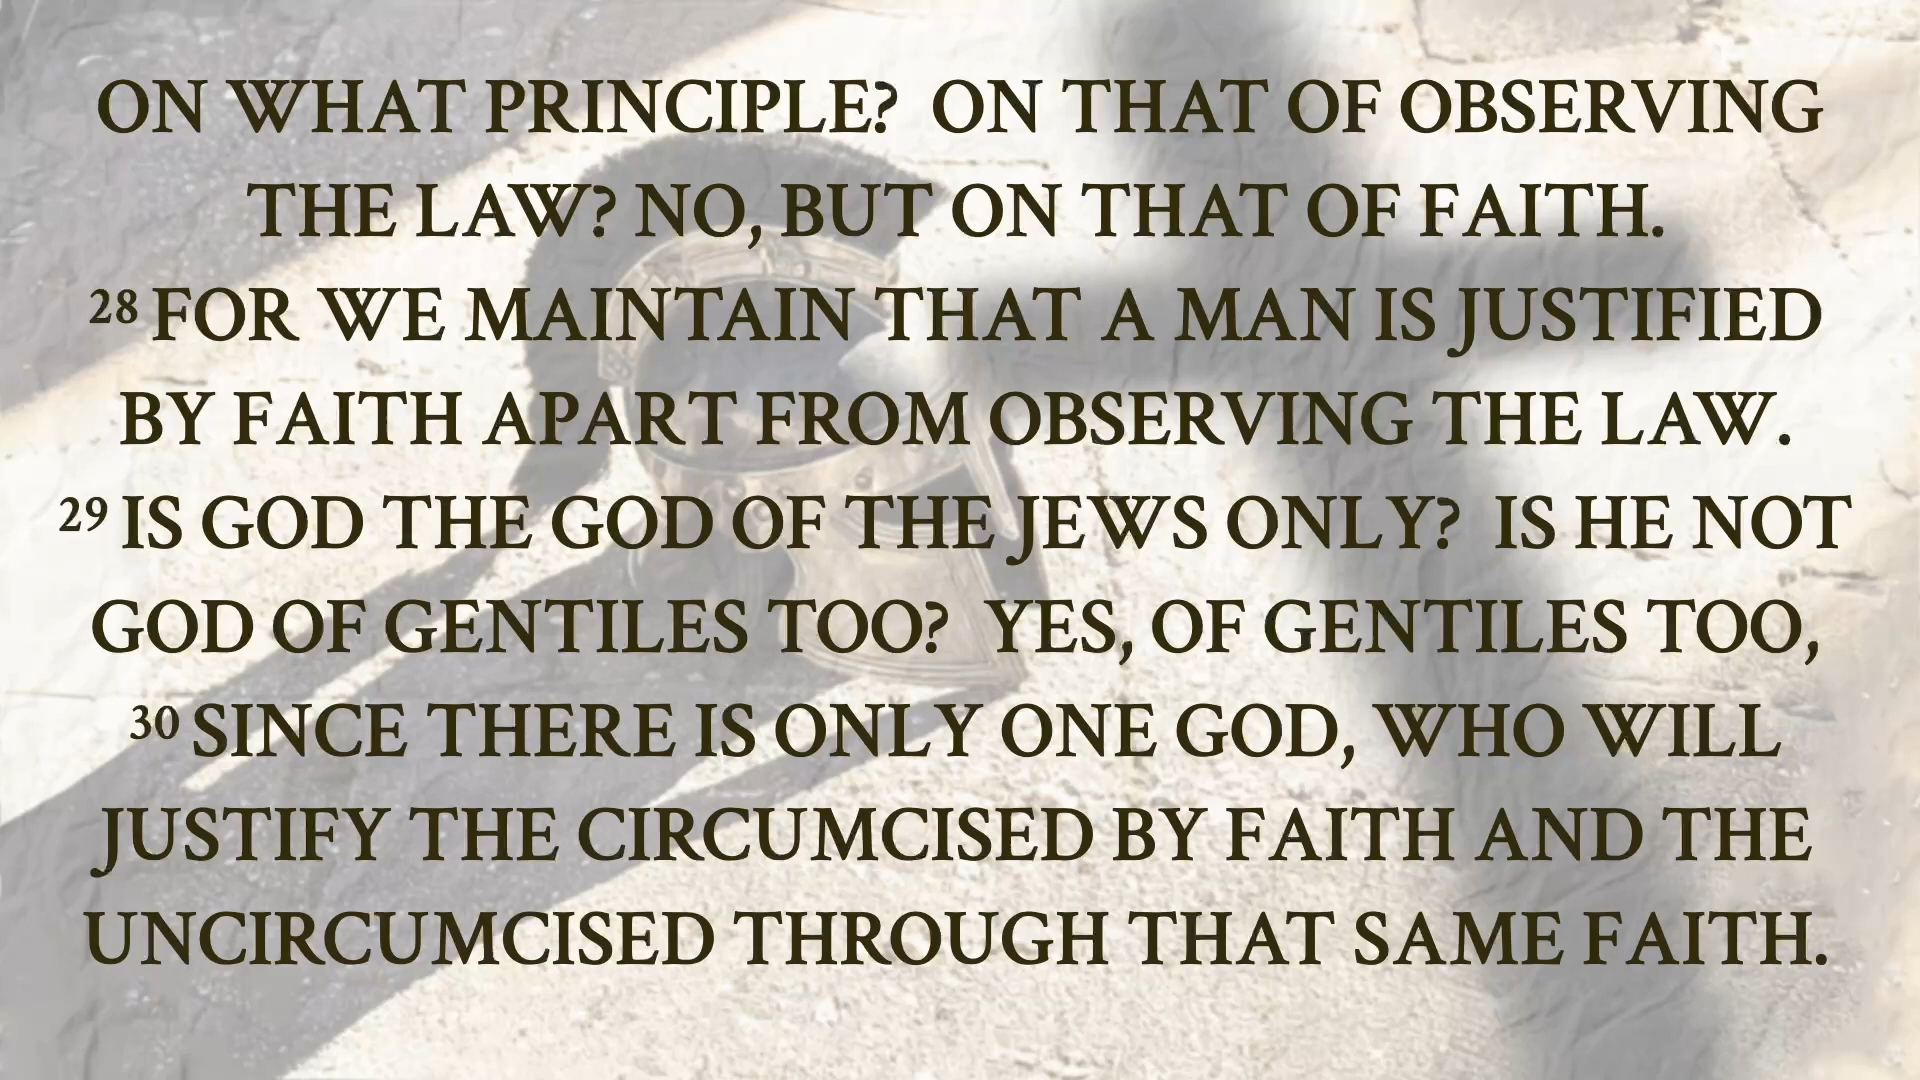 ON WHAT PRINCIPLE?  ON THAT OF OBSERVING
THE LAW? NO, BUT ON THAT OF FAITH.
28 FOR WE MAINTAIN THAT A MAN IS JUSTIFIED
BY FAITH APART FROM OBSERVING THE LAW.
29 IS GOD THE GOD OF THE JEWS ONLY?  IS HE NOT
GOD OF GENTILES TOO?  YES, OF GENTILES TOO,
30 SINCE THERE IS ONLY ONE GOD, WHO WILL
JUSTIFY THE CIRCUMCISED BY FAITH AND THE
UNCIRCUMCISED THROUGH THAT SAME FAITH.